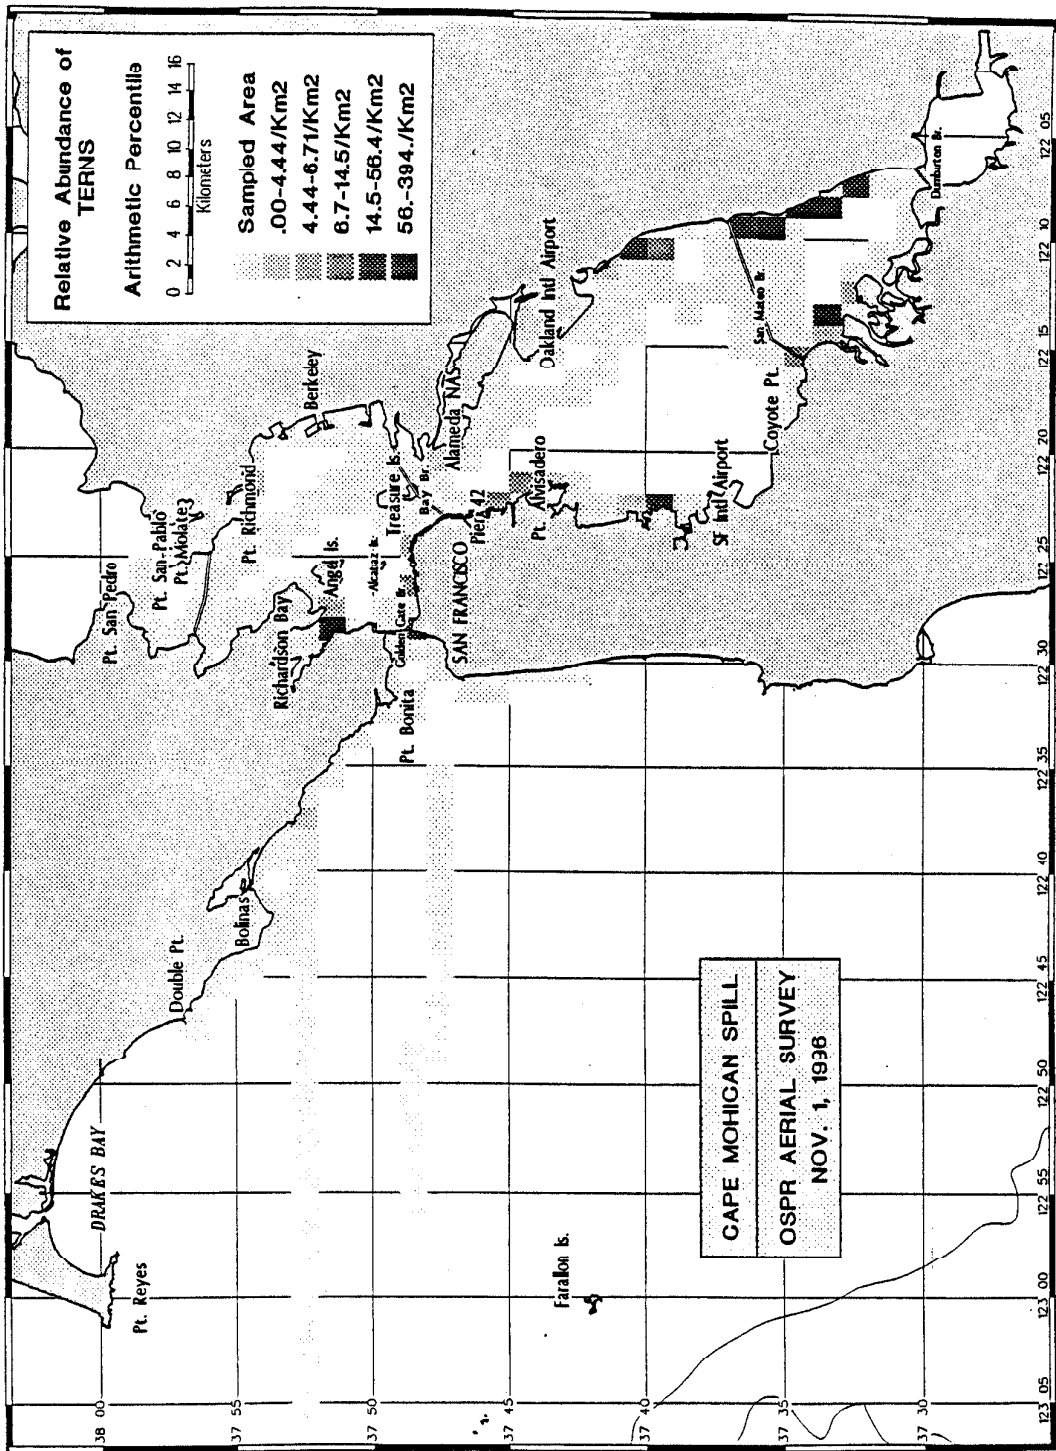 Relative Abundance of
TERNS
Arithmetic Percentile
0 2 4 6 8 10 12 14 16
Kilometers
Sampled Area
.00-4.44/Km2
4.44-6.71/Km2
6.7-14.5/Km2
14.5-56.4/Km2
56.-394./Km2
Pt. San Pedro
Pt. San Pablo
Pt. Molate
Pt. Richmond
Berkeley
Richardson Bay
Angel Is.
Alcatraz Is.
Treasure Is.
Golden Gate Br.
Bay Br.
Alameda NAS
SAN FRANCISCO
Pier 42
Pt. Alvisadero
Oakland Intl Airport
SF Intl Airport
Coyote Pt.
San Mateo Br.
Dumbarton Br.
Pt. Bonita
Bolinas
Double Pt.
DRAKES BAY
Pt. Reyes
Farallon Is.
CAPE MOHICAN SPILL
OSPR AERIAL SURVEY
NOV. 1, 1996
38 00
37 55
37 50
37 45
37 40
37 35
37 30
123 05
123 00
122 55
122 50
122 45
122 40
122 35
122 30
122 25
122 20
122 15
122 10
122 05